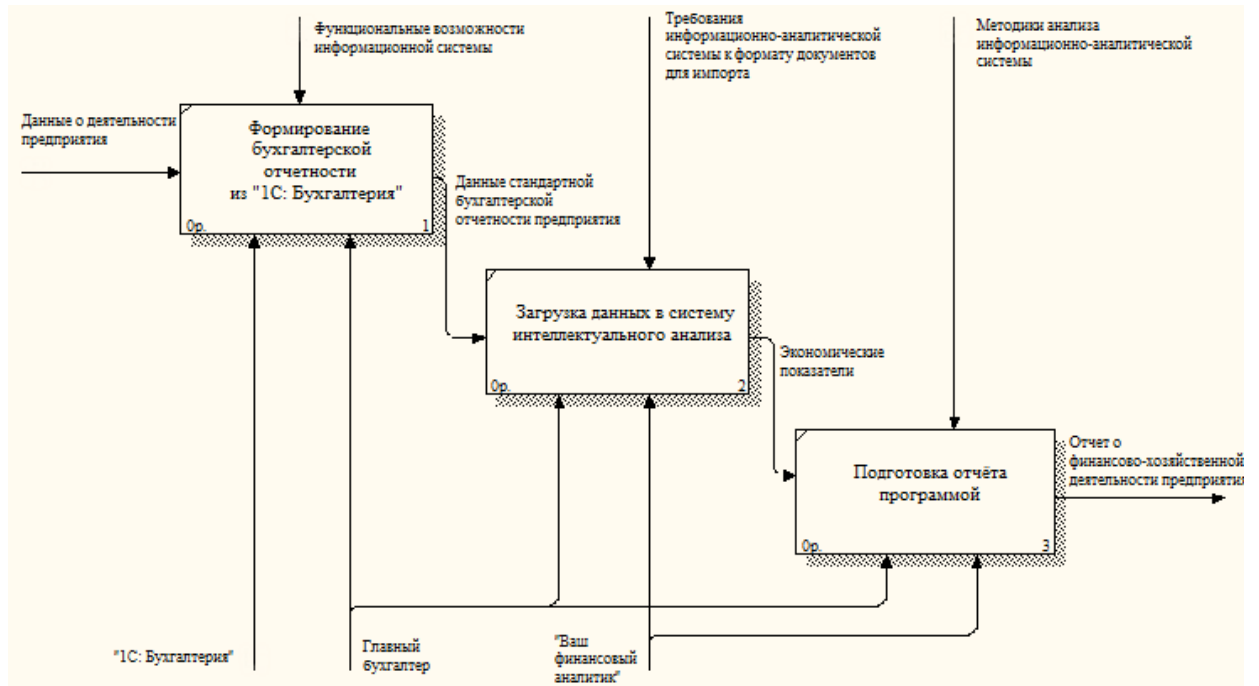 Функциональные возможности
информационной системы
Требования
информационно-аналитической
системы к формату документов
для импорта
Методики анализа
информационно-аналитической
системы
Данные о деятельности
предприятия
Формирование
бухгалтерской
отчетности
из "1С: Бухгалтерия"
0р.
1
Данные стандартной
бухгалтерской
отчетности предприятия
Загрузка данных в систему
интеллектуального анализа
0р.
2
Экономические
показатели
Подготовка отчёта
программой
0р.
3
Отчет о
финансово-хозяйственной
деятельности предприятия
"1С: Бухгалтерия"
Главный
бухгалтер
"Ваш
финансовый
аналитик"